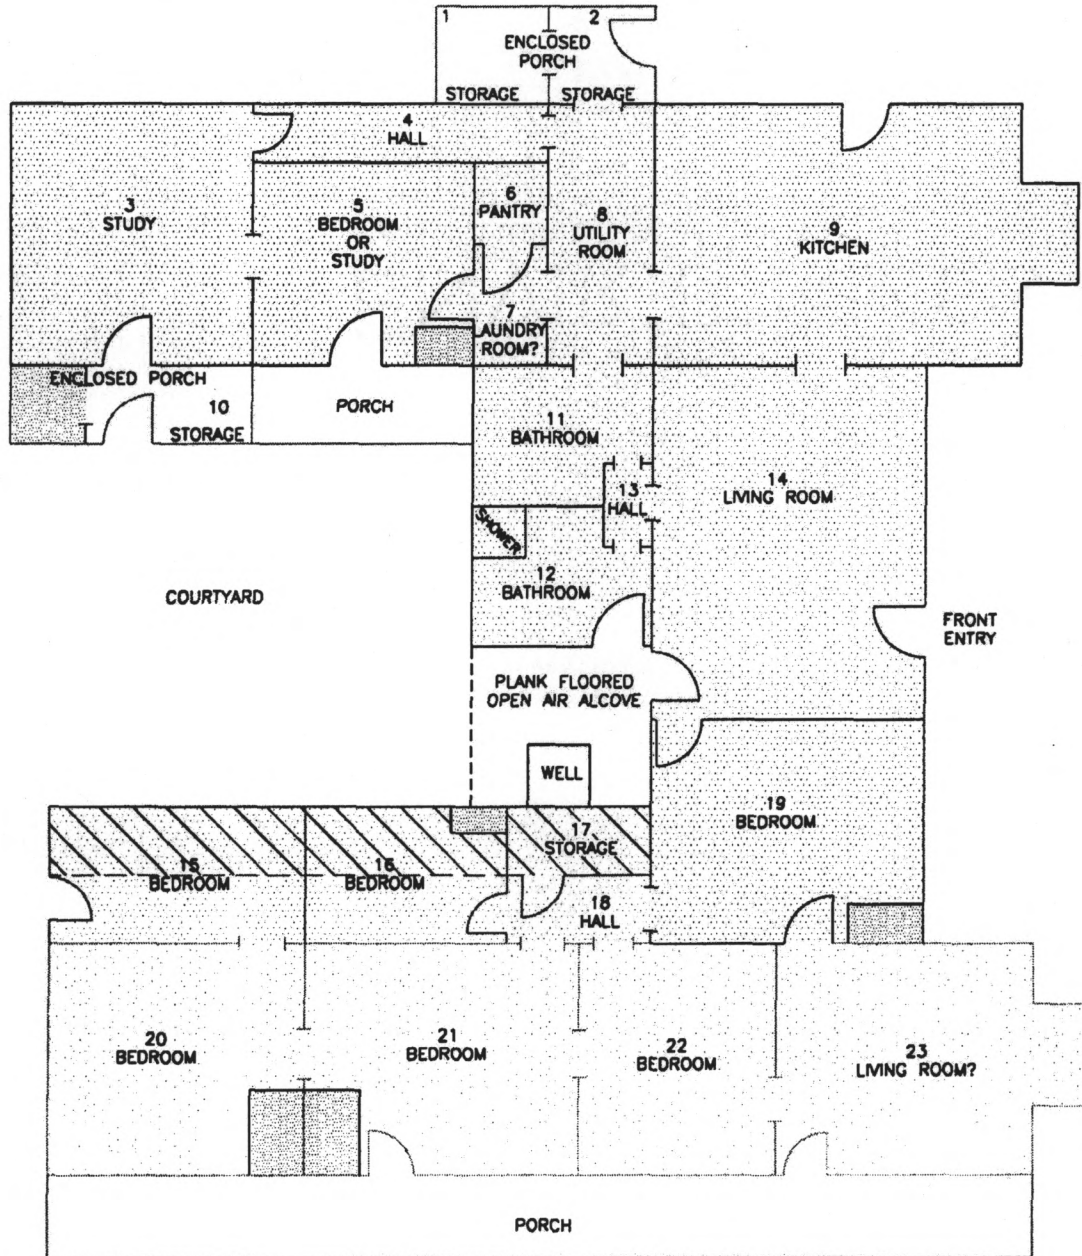 1
2
ENCLOSED
PORCH
STORAGE
STORAGE
4
HALL
3
STUDY
5
BEDROOM
OR
STUDY
6
PANTRY
8
UTILITY
ROOM
9
KITCHEN
7
LAUNDRY
ROOM?
ENCLOSED PORCH
10
STORAGE
PORCH
11
BATHROOM
13
HALL
14
LIVING ROOM
SHOWER
12
BATHROOM
COURTYARD
FRONT
ENTRY
PLANK FLOORED
OPEN AIR ALCOVE
WELL
19
BEDROOM
17
STORAGE
15
BEDROOM
16
BEDROOM
18
HALL
20
BEDROOM
21
BEDROOM
22
BEDROOM
23
LIVING ROOM?
PORCH